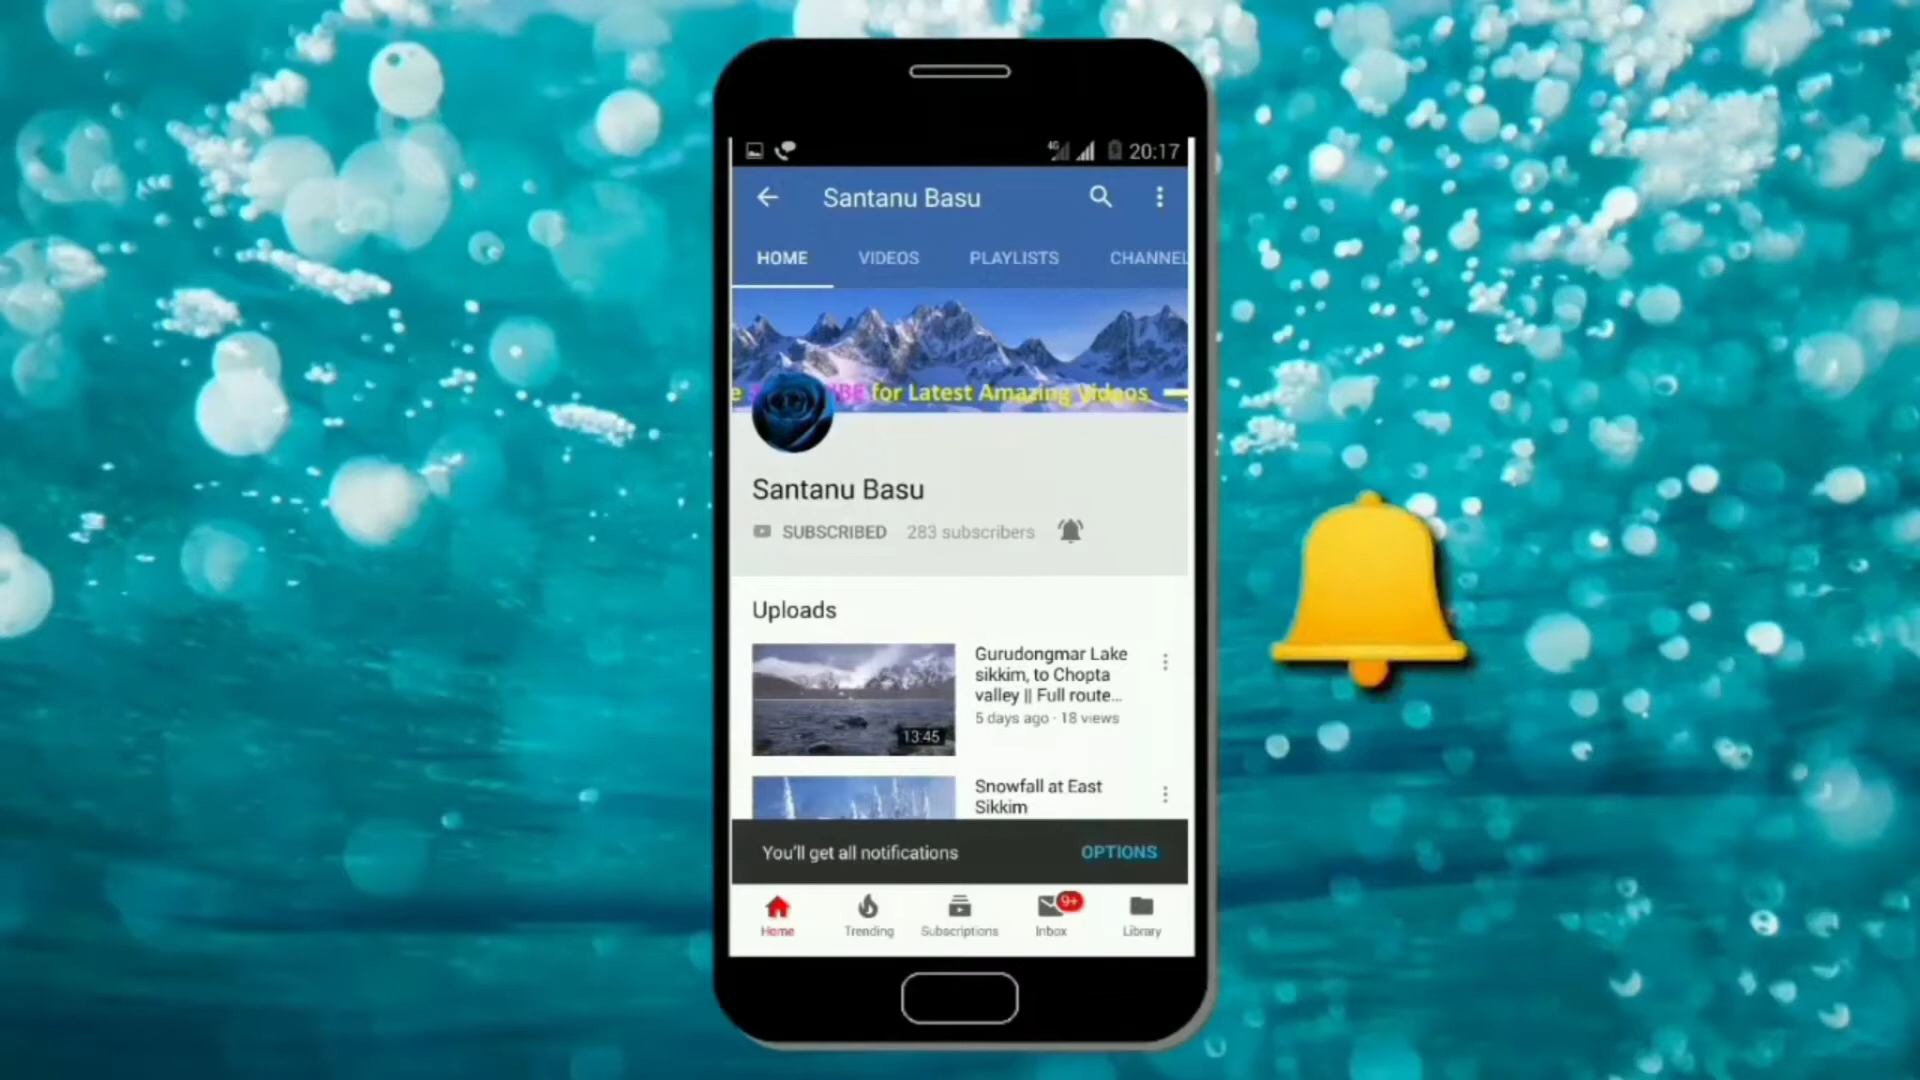 4G 20:17
Santanu Basu
HOME VIDEOS PLAYLISTS CHANNEL
for Latest Amazing Videos
Santanu Basu
SUBSCRIBED 283 subscribers
Uploads
Gurudongmar Lake
sikkim, to Chopta
valley || Full route...
5 days ago · 18 views
13:45
Snowfall at East
Sikkim
You'll get all notifications OPTIONS
9+
Home Trending Subscriptions Inbox Library